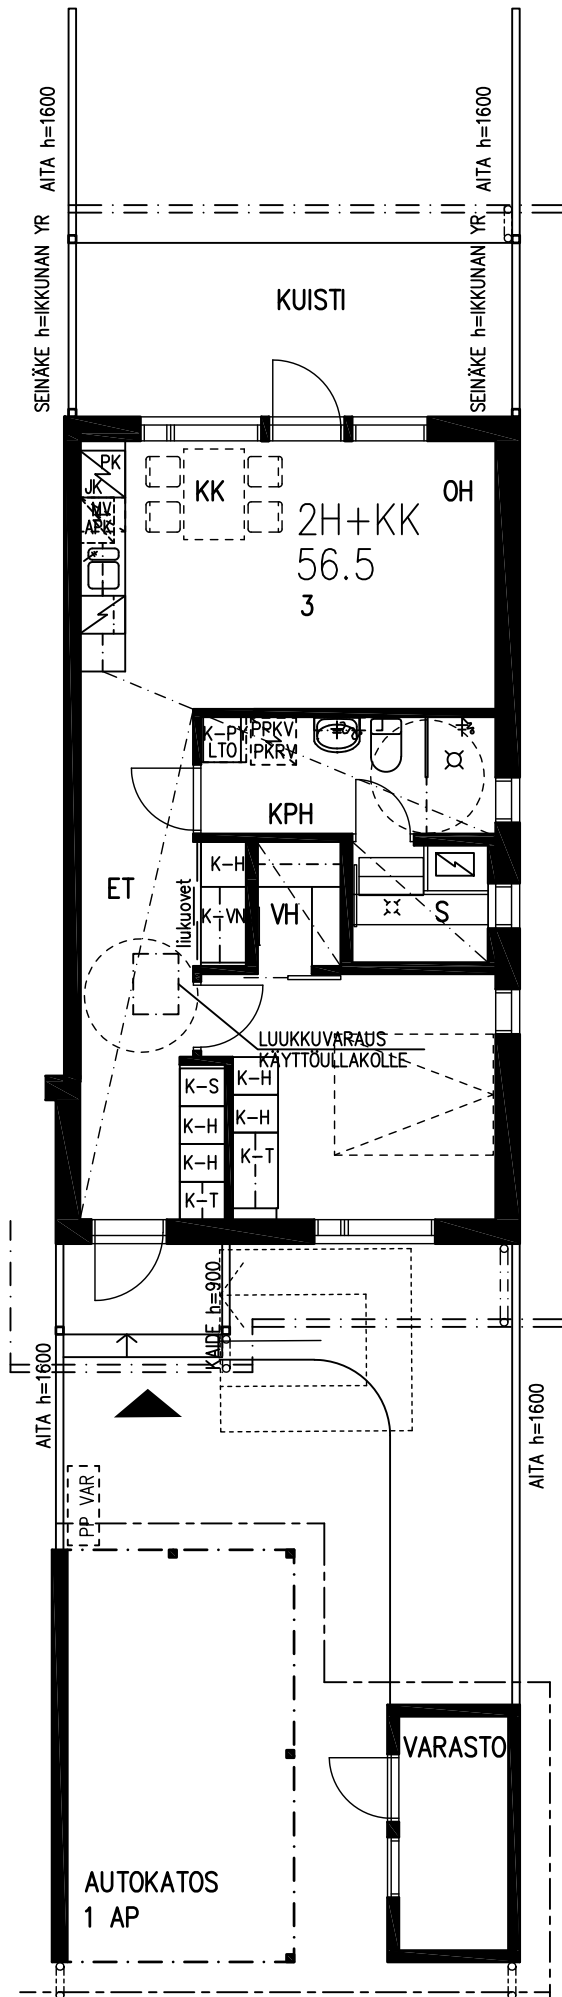 AITA h=1600
AITA h=1600
SEINÄKE h=IKKUNAN YR
SEINÄKE h=IKKUNAN YR
KUISTI
PK
JK
MV
APK
KK
OH
2H+KK
56.5
3
K-PY
LTO
PPKV
PKRV
KPH
ET
liukuovet
K-H
K-VN
VH
S
LUUKKUVARAUS
KÄYTTÖULLAKOLLE
K-S
K-H
K-H
K-T
K-H
K-H
K-T
KAIDE h=900
AITA h=1600
AITA h=1600
PP VAR
VARASTO
AUTOKATOS
1 AP